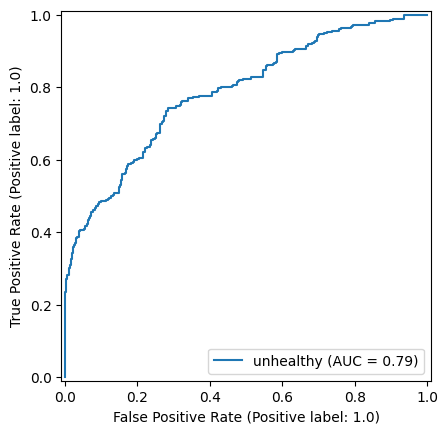 1.0
0.8
0.6
0.4
0.2
0.0
True Positive Rate (Positive label: 1.0)
unhealthy (AUC = 0.79)
0.0 0.2 0.4 0.6 0.8 1.0
False Positive Rate (Positive label: 1.0)